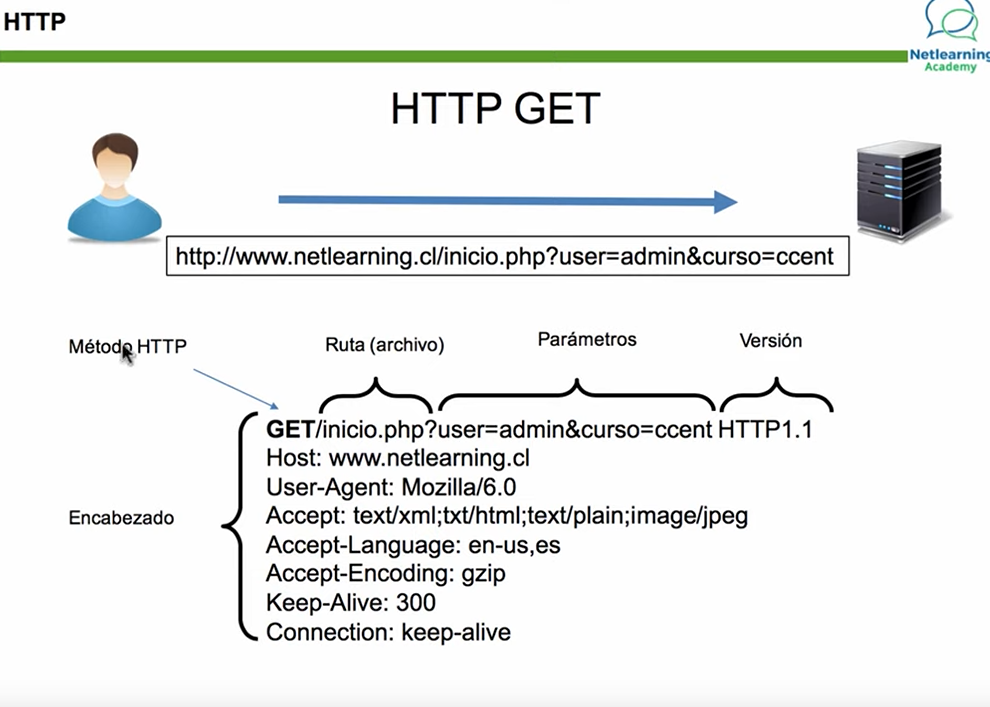 HTTP
Netlearning
Academy
HTTP GET
http://www.netlearning.cl/inicio.php?user=admin&curso=ccent
Método HTTP
Ruta (archivo)
Parámetros
Versión
GET/inicio.php?user=admin&curso=ccent HTTP1.1
Host: www.netlearning.cl
User-Agent: Mozilla/6.0
Accept: text/xml;txt/html;text/plain;image/jpeg
Accept-Language: en-us,es
Accept-Encoding: gzip
Keep-Alive: 300
Connection: keep-alive
Encabezado